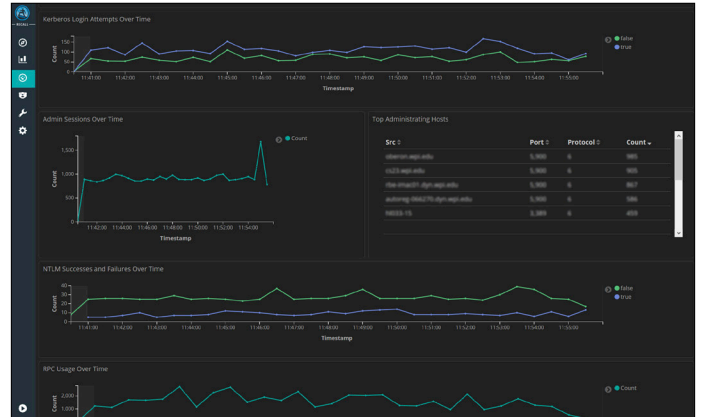 RECALL
Kerberos Login Attempts Over Time
Count
150
100
50
0
11:41:00 11:42:00 11:43:00 11:44:00 11:45:00 11:46:00 11:47:00 11:48:00 11:49:00 11:50:00 11:51:00 11:52:00 11:53:00 11:54:00 11:55:00
Timestamp
false
true
Admin Sessions Over Time
Count
1,500
1,000
500
0
11:42:00 11:44:00 11:46:00 11:48:00 11:50:00 11:52:00 11:54:00
Timestamp
Count
Top Administrating Hosts
Src Port Protocol Count
5,900 6 985
5,900 6 905
5,900 6 867
5,900 6 586
3,389 6 459
NTLM Successes and Failures Over Time
Count
40
30
20
10
0
11:41:00 11:42:00 11:43:00 11:44:00 11:45:00 11:46:00 11:47:00 11:48:00 11:49:00 11:50:00 11:51:00 11:52:00 11:53:00 11:54:00 11:55:00
Timestamp
false
true
RPC Usage Over Time
Count
2,000
1,000
Count